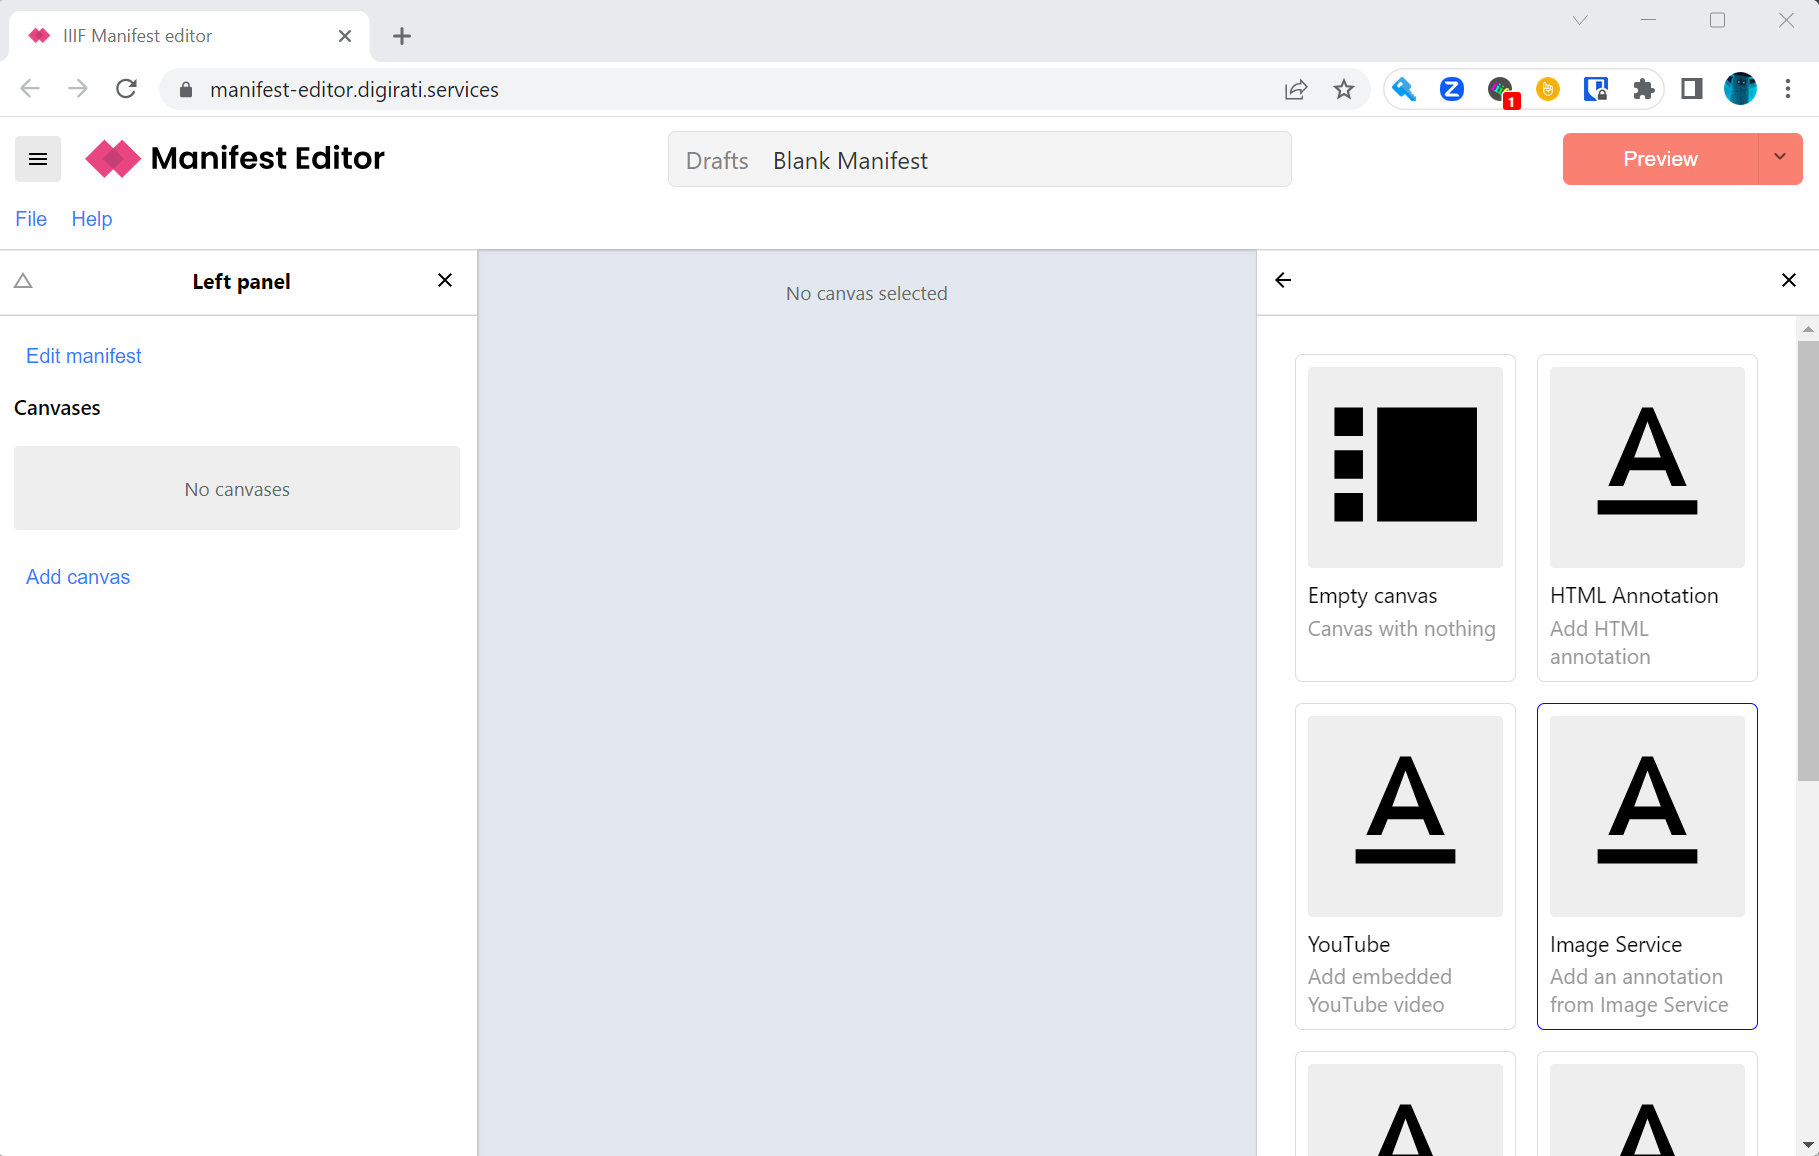 IIIF Manifest editor
manifest-editor.digirati.services
1
Manifest Editor
Drafts Blank Manifest
Preview
File Help
Left panel
Edit manifest
Canvases
No canvases
Add canvas
No canvas selected
Empty canvas
Canvas with nothing
A
HTML Annotation
Add HTML
annotation
A
YouTube
Add embedded
YouTube video
A
Image Service
Add an annotation
from Image Service
A
A